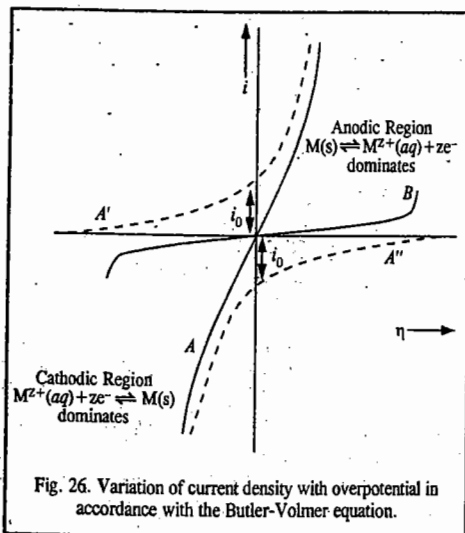 i
Anodic Region
M(s) ⇌ M^z+(aq) + ze⁻
dominates
B
A'
i₀
i₀
A"
A
η
Cathodic Region
M^z+(aq) + ze⁻ ⇌ M(s)
dominates
Fig. 26. Variation of current density with overpotential in
accordance with the Butler-Volmer equation.